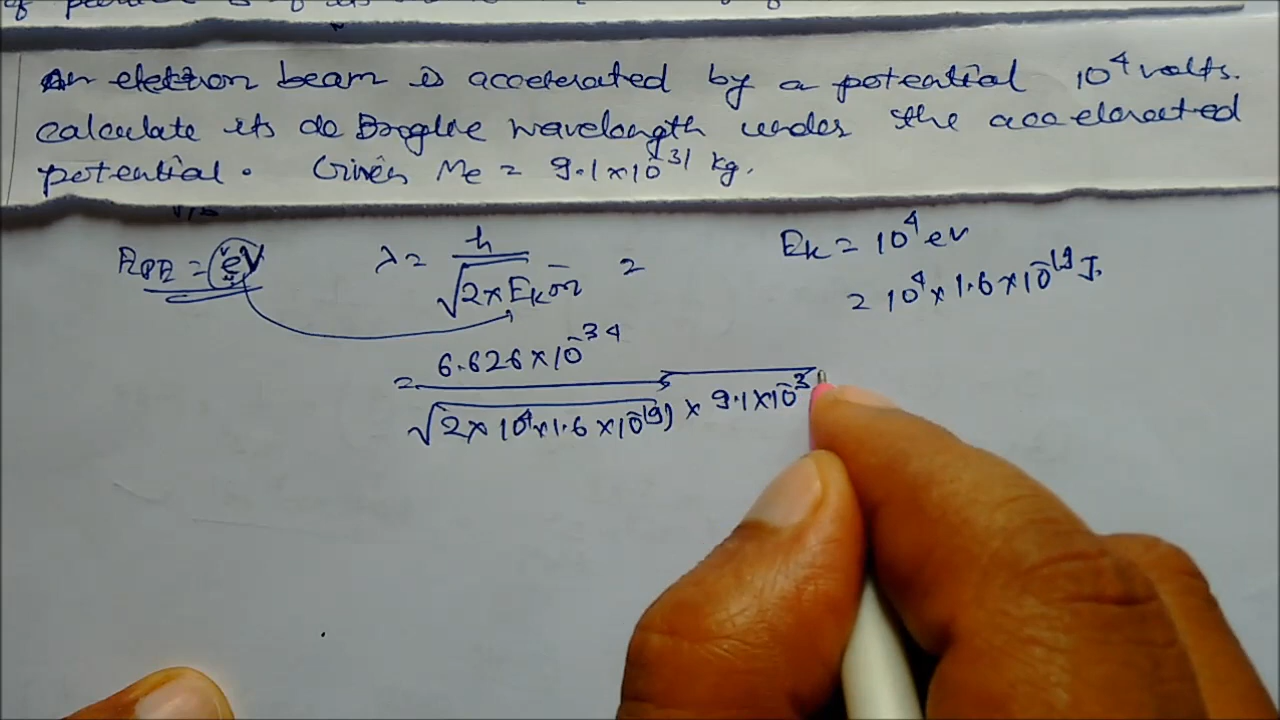 An electron beam is accelerated by a potential 10⁴ volts.
calculate its de Broglie wavelength under the accelerated
potential. Given Me = 9.1×10⁻³¹ kg.
= eV
λ = h / √2×Ekm =
Ek = 10⁴ ev
= 10⁴×1.6×10⁻¹⁹ J.
= 6.626×10⁻³⁴
√2×10⁴×1.6×10⁻¹⁹) × 9.1×10⁻³